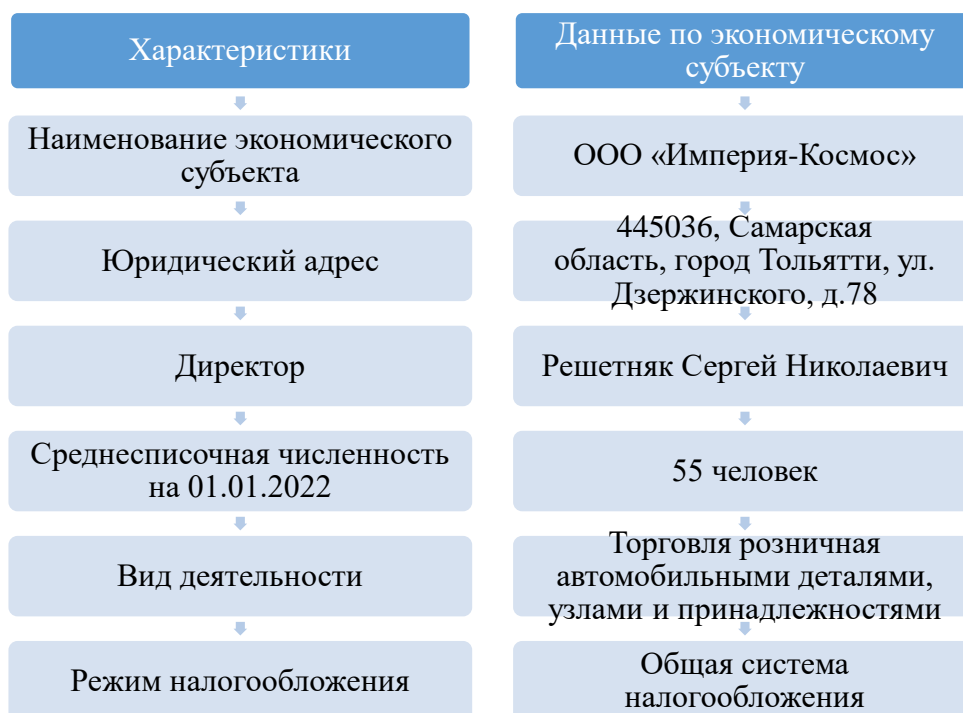 Характеристики
Данные по экономическому
субъекту
Наименование экономического
субъекта
ООО «Империя-Космос»
Юридический адрес
445036, Самарская
область, город Тольятти, ул.
Дзержинского, д.78
Директор
Решетняк Сергей Николаевич
Среднесписочная численность
на 01.01.2022
55 человек
Вид деятельности
Торговля розничная
автомобильными деталями,
узлами и принадлежностями
Режим налогообложения
Общая система
налогообложения